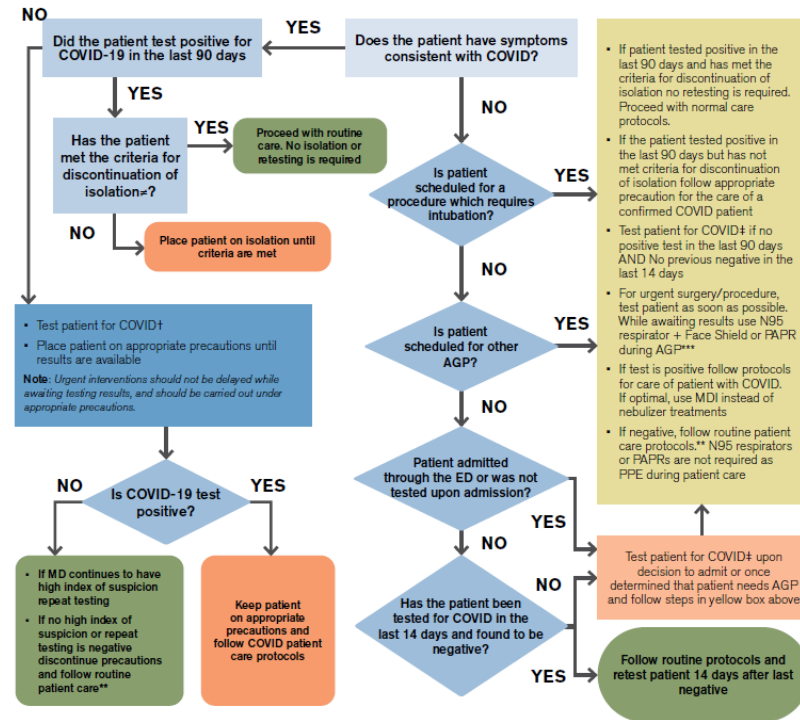 NO
Did the patient test positive for
COVID-19 in the last 90 days
YES
Does the patient have symptoms
consistent with COVID?
YES
NO
Has the patient
met the criteria for
discontinuation of
isolation≠?
YES
Proceed with routine
care. No isolation or
retesting is required
NO
Place patient on isolation until
criteria are met
Is patient
scheduled for a
procedure which requires
intubation?
YES
NO
▪ If patient tested positive in the
last 90 days and has met the
criteria for discontinuation of
isolation no retesting is required.
Proceed with normal care
protocols.
▪ If the patient tested positive
in the last 90 days but has not
met criteria for discontinuation
of isolation follow appropriate
precaution for the care of a
confirmed COVID patient
▪ Test patient for COVID‡ if no
positive test in the last 90 days
AND No previous negative in the
last 14 days
▪ For urgent surgery/procedure,
test patient as soon as possible.
While awaiting results use N95
respirator + Face Shield or PAPR
during AGP***
▪ If test is positive follow protocols
for care of patient with COVID.
If optimal, use MDI instead of
nebulizer treatments
▪ If negative, follow routine patient
care protocols.** N95 respirators
or PAPRs are not required as
PPE during patient care
▪ Test patient for COVID†
▪ Place patient on appropriate precautions until
results are available
Note: Urgent interventions should not be delayed while
awaiting testing results, and should be carried out under
appropriate precautions.
Is patient
scheduled for other
AGP?
YES
NO
Is COVID-19 test
positive?
NO
YES
▪ If MD continues to have
high index of suspicion
repeat testing
▪ If no high index of
suspicion or repeat
testing is negative
discontinue precautions
and follow routine
patient care**
Keep patient
on appropriate
precautions and
follow COVID patient
care protocols
Patient admitted
through the ED or was not
tested upon admission?
YES
NO
Test patient for COVID‡ upon
decision to admit or once
determined that patient needs AGP
and follow steps in yellow box above
Has the patient been
tested for COVID in the
last 14 days and found to be
negative?
NO
YES
Follow routine protocols and
retest patient 14 days after last
negative